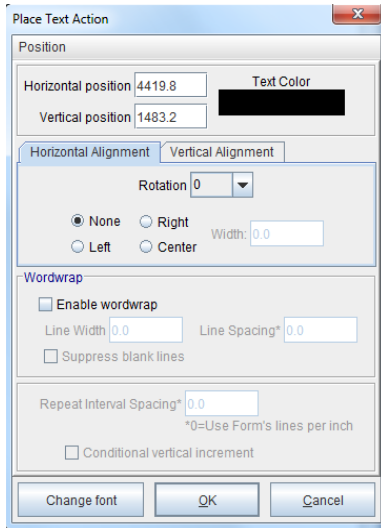 Place Text Action
Position
Horizontal position 4419.8 Text Color
Vertical position 1483.2
Horizontal Alignment Vertical Alignment
Rotation 0
None Right
Width: 0.0
Left Center
Wordwrap
Enable wordwrap
Line Width 0.0 Line Spacing* 0.0
Suppress blank lines
Repeat Interval Spacing* 0.0
*0=Use Form's lines per inch
Conditional vertical increment
Change font OK Cancel